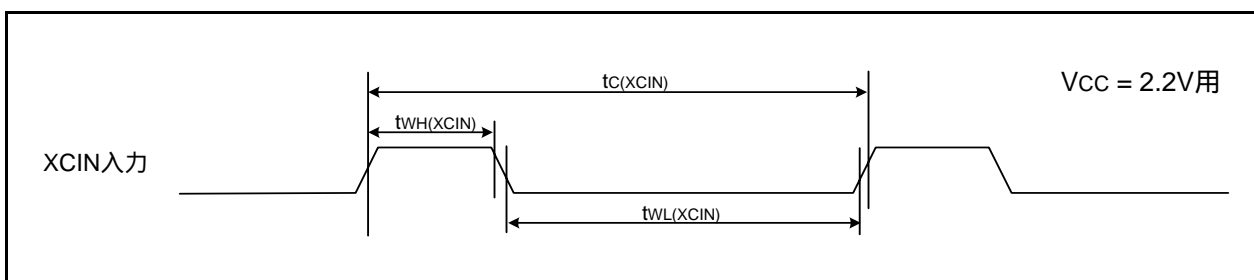 tC(XCIN)
VCC = 2.2V用
tWH(XCIN)
XCIN入力
tWL(XCIN)